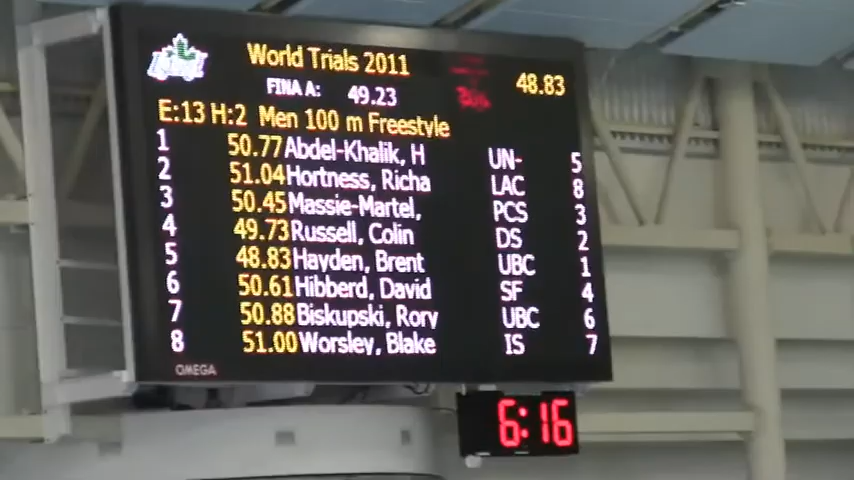 World Trials 2011
FINA A: 49.23 48.83
E:13 H:2 Men 100 m Freestyle
1 50.77 Abdel-Khalik, H UN- 5
2 51.04 Hortness, Richa LAC 8
3 50.45 Massie-Martel, PCS 3
4 49.73 Russell, Colin DS 2
5 48.83 Hayden, Brent UBC 1
6 50.61 Hibberd, David SF 4
7 50.88 Biskupski, Rory UBC 6
8 51.00 Worsley, Blake IS 7
OMEGA
6:16